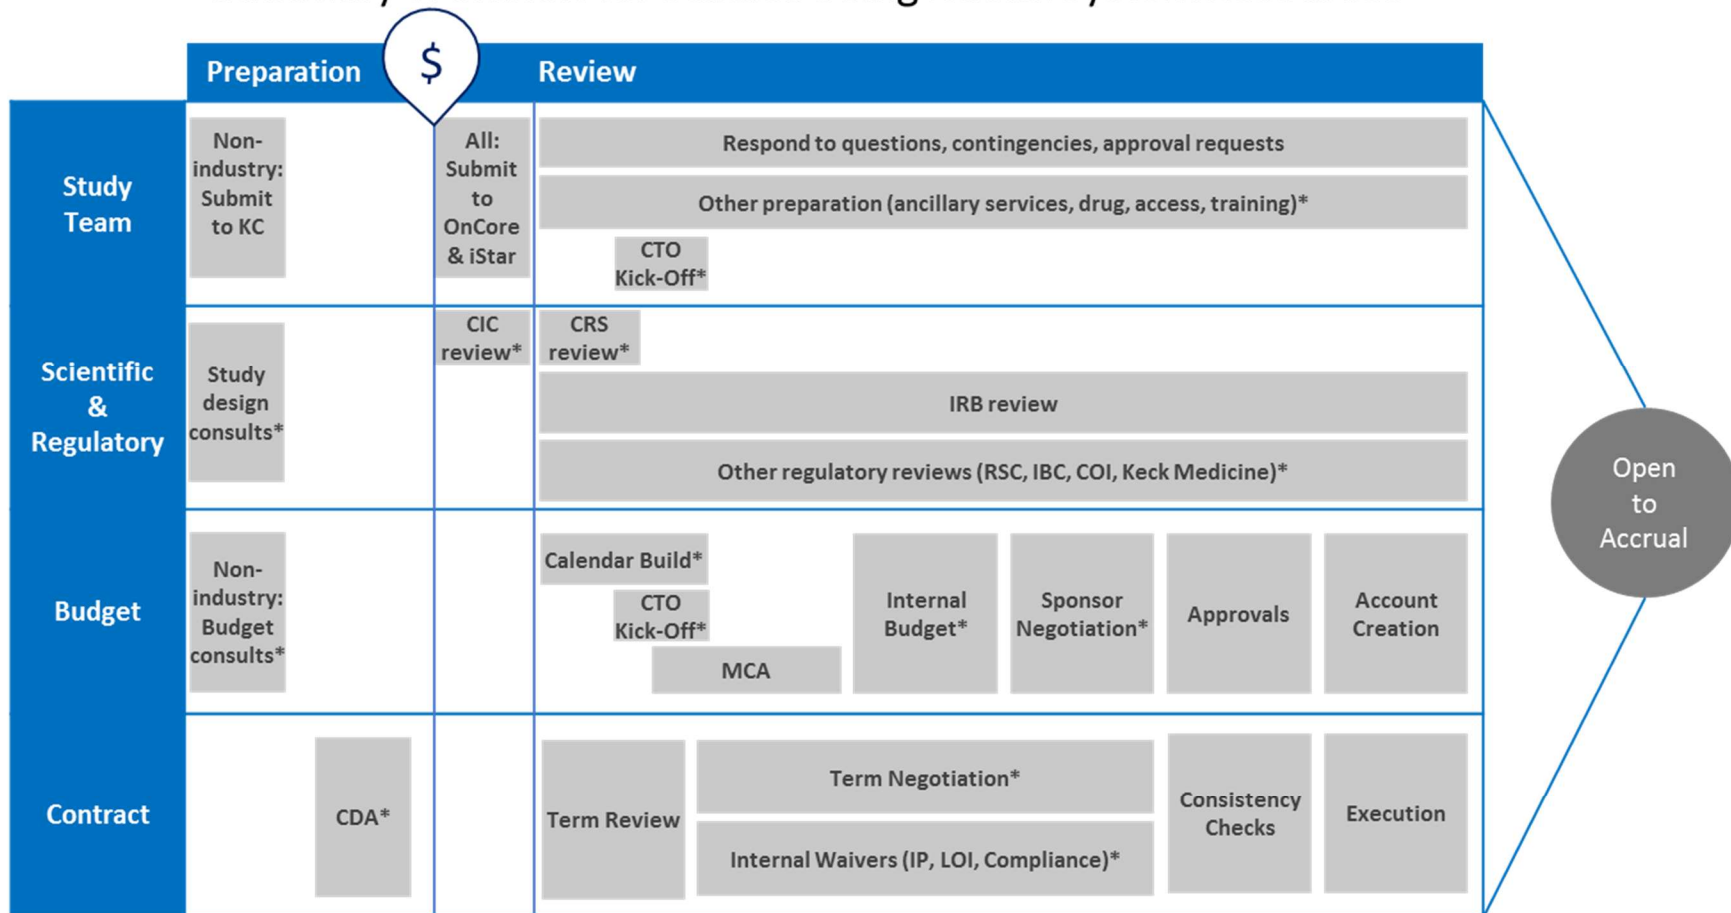 Preparation
$
Review
Study
Team
Non-
industry:
Submit
to KC
All:
Submit
to
OnCore
& iStar
Respond to questions, contingencies, approval requests
Other preparation (ancillary services, drug, access, training)*
CTO
Kick-Off*
Scientific
&
Regulatory
Study
design
consults*
CIC
review*
CRS
review*
IRB review
Other regulatory reviews (RSC, IBC, COI, Keck Medicine)*
Open
to
Accrual
Budget
Non-
industry:
Budget
consults*
Calendar Build*
CTO
Kick-Off*
MCA
Internal
Budget*
Sponsor
Negotiation*
Approvals
Account
Creation
Contract
CDA*
Term Review
Term Negotiation*
Internal Waivers (IP, LOI, Compliance)*
Consistency
Checks
Execution